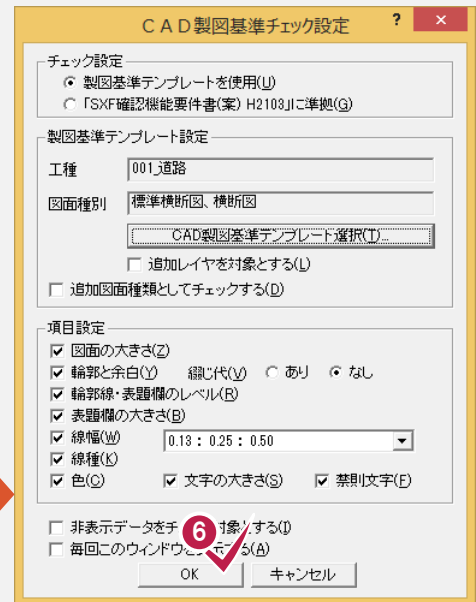 ＣＡＤ製図基準チェック設定 ? ×
チェック設定
製図基準テンプレートを使用(U)
「SXF確認機能要件書(案) H2103」に準拠(G)
製図基準テンプレート設定
工種 001_道路
図面種別 標準横断図、横断図
CAD製図基準テンプレート選択(T)...
追加レイヤを対象とする(L)
追加図面種類としてチェックする(D)
項目設定
図面の大きさ(Z)
輪郭と余白(Y) 綴じ代(V) あり なし
輪郭線・表題欄のレベル(R)
表題欄の大きさ(B)
線幅(W) 0.13 : 0.25 : 0.50
線種(K)
色(C) 文字の大きさ(S) 禁則文字(F)
非表示データをチ 対象とする(I)
毎回このウィンドウを する(A)
6
OK キャンセル